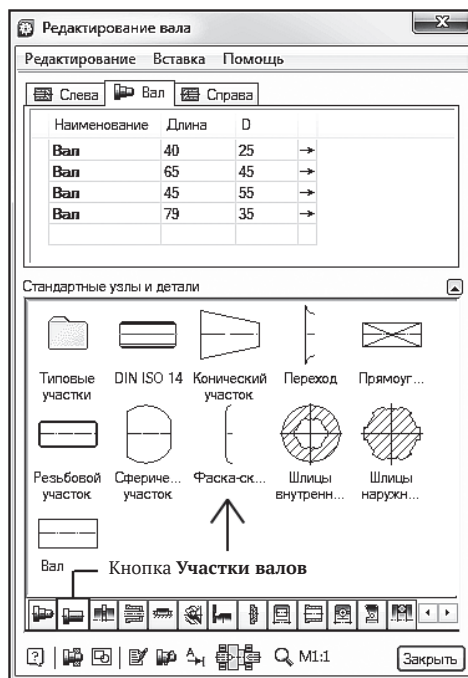 Редактирование вала
Редактирование Вставка Помощь
Слева Вал Справа
Наименование Длина D
Вал 40 25 →
Вал 65 45 →
Вал 45 55 →
Вал 79 35 →
Стандартные узлы и детали
Типовые участки
DIN ISO 14
Конический участок
Переход
Прямоуг...
Резьбовой участок
Сфериче... участок
Фаска-ск...
Шлицы внутренн...
Шлицы наружн...
Вал
Кнопка Участки валов
M1:1
Закрыть